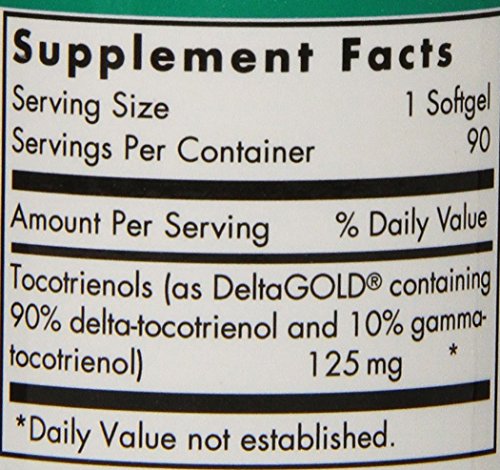 Supplement Facts
Serving Size 1 Softgel
Servings Per Container 90
Amount Per Serving % Daily Value
Tocotrienols (as DeltaGOLD® containing
90% delta-tocotrienol and 10% gamma-
tocotrienol) 125 mg *
*Daily Value not established.